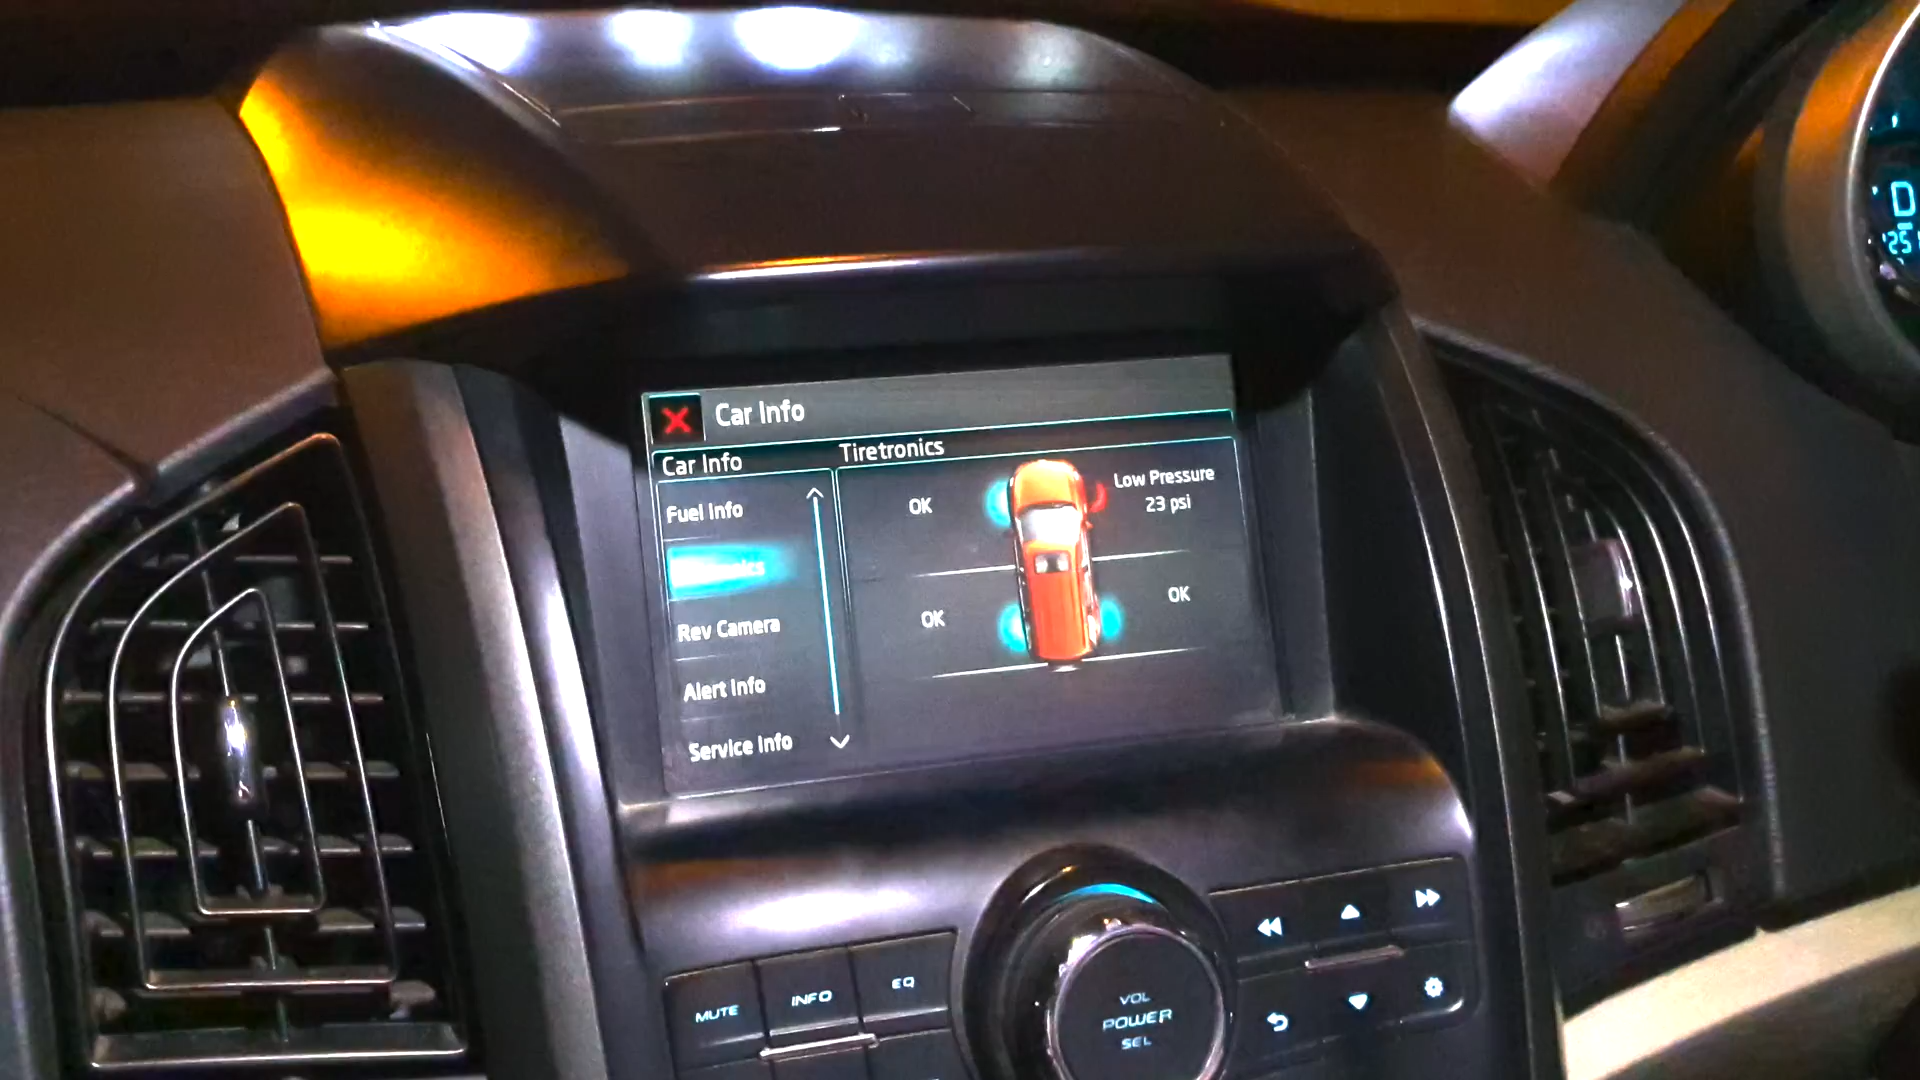 Car Info
Car Info
Tiretronics
Fuel Info
Rev Camera
Alert Info
Service Info
OK
Low Pressure
23 psi
OK
OK
D
MUTE
INFO
EQ
VOL
POWER
SEL